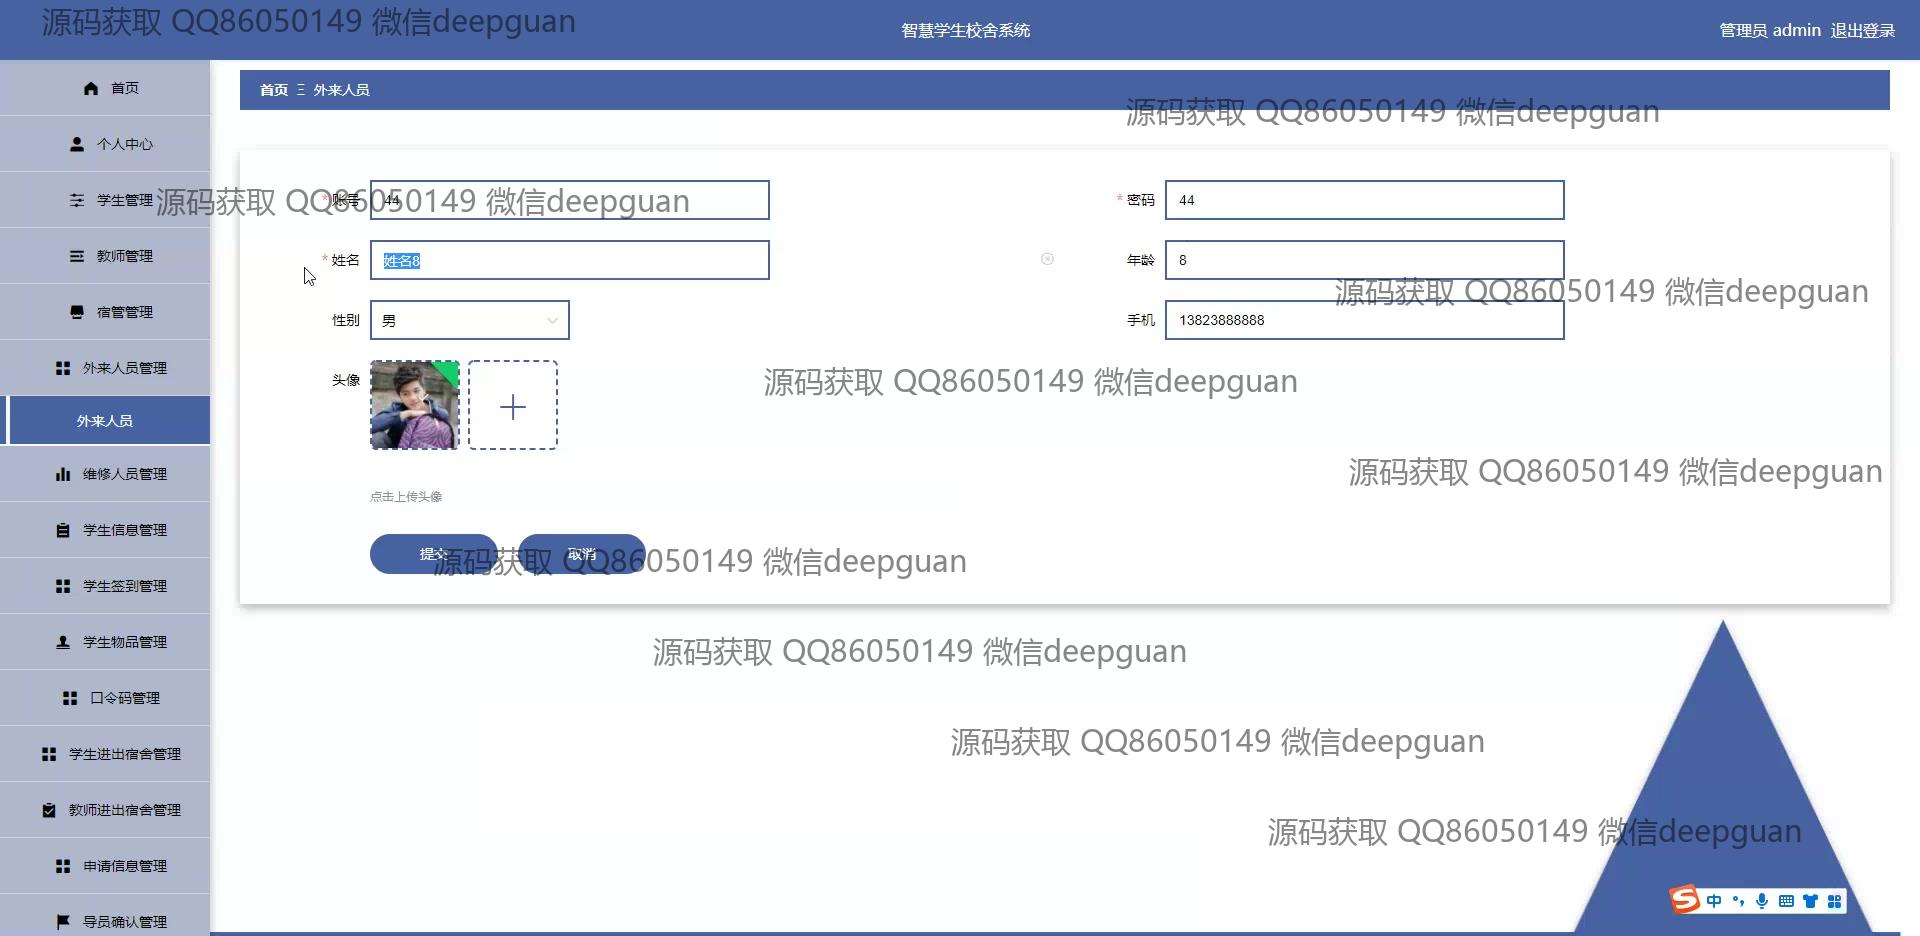 源码获取 QQ86050149 微信deepguan
智慧学生校舍系统
管理员 admin 退出登录
首页
个人中心
学生管理
教师管理
宿管管理
外来人员管理
外来人员
维修人员管理
学生信息管理
学生签到管理
学生物品管理
口令码管理
学生进出宿舍管理
教师进出宿舍管理
申请信息管理
导员确认管理
首页 Ξ 外来人员
源码获取 QQ86050149 微信deepguan
源码获取 QQ86050149 微信deepguan
* 账号 44
* 密码 44
* 姓名 姓名8
年龄 8
源码获取 QQ86050149 微信deepguan
性别 男
手机 13823888888
头像
源码获取 QQ86050149 微信deepguan
源码获取 QQ86050149 微信deepguan
点击上传头像
提交 取消
源码获取 QQ86050149 微信deepguan
源码获取 QQ86050149 微信deepguan
源码获取 QQ86050149 微信deepguan
源码获取 QQ86050149 微信deepguan
S 中